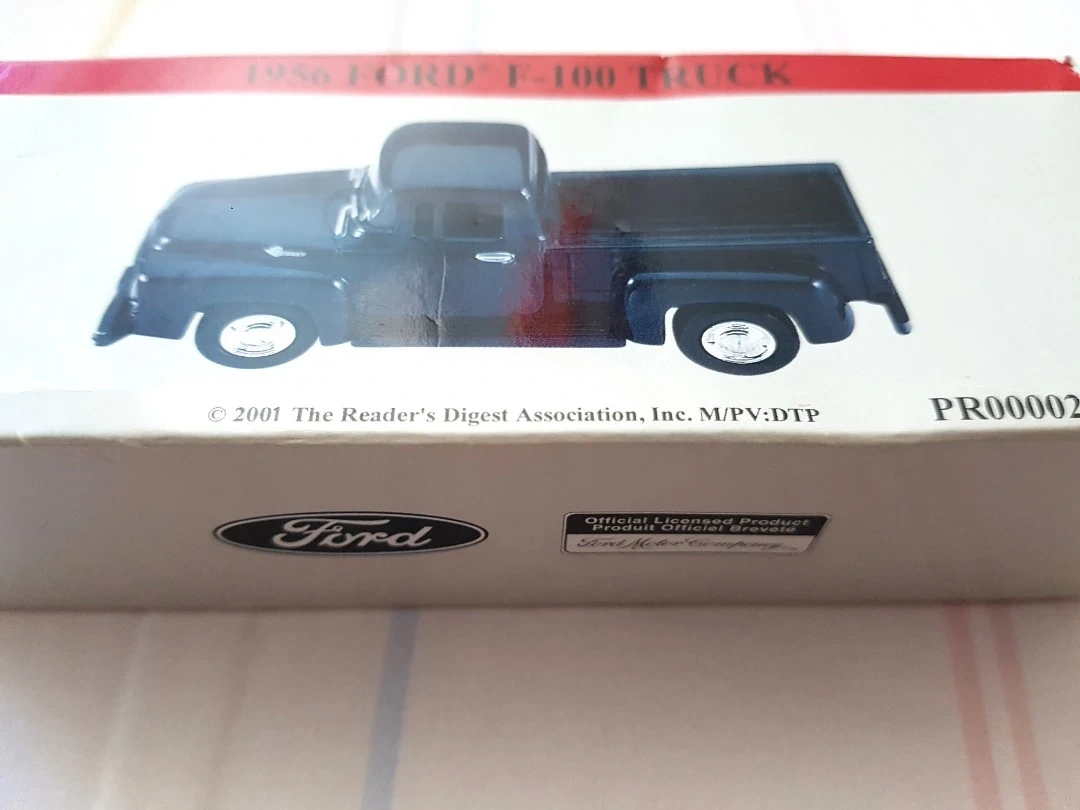 1956 FORD® F-100 TRUCK
© 2001 The Reader's Digest Association, Inc. M/PV:DTP
PR00002
Ford
Official Licensed Product
Produit Officiel Breveté
Ford Motor Company